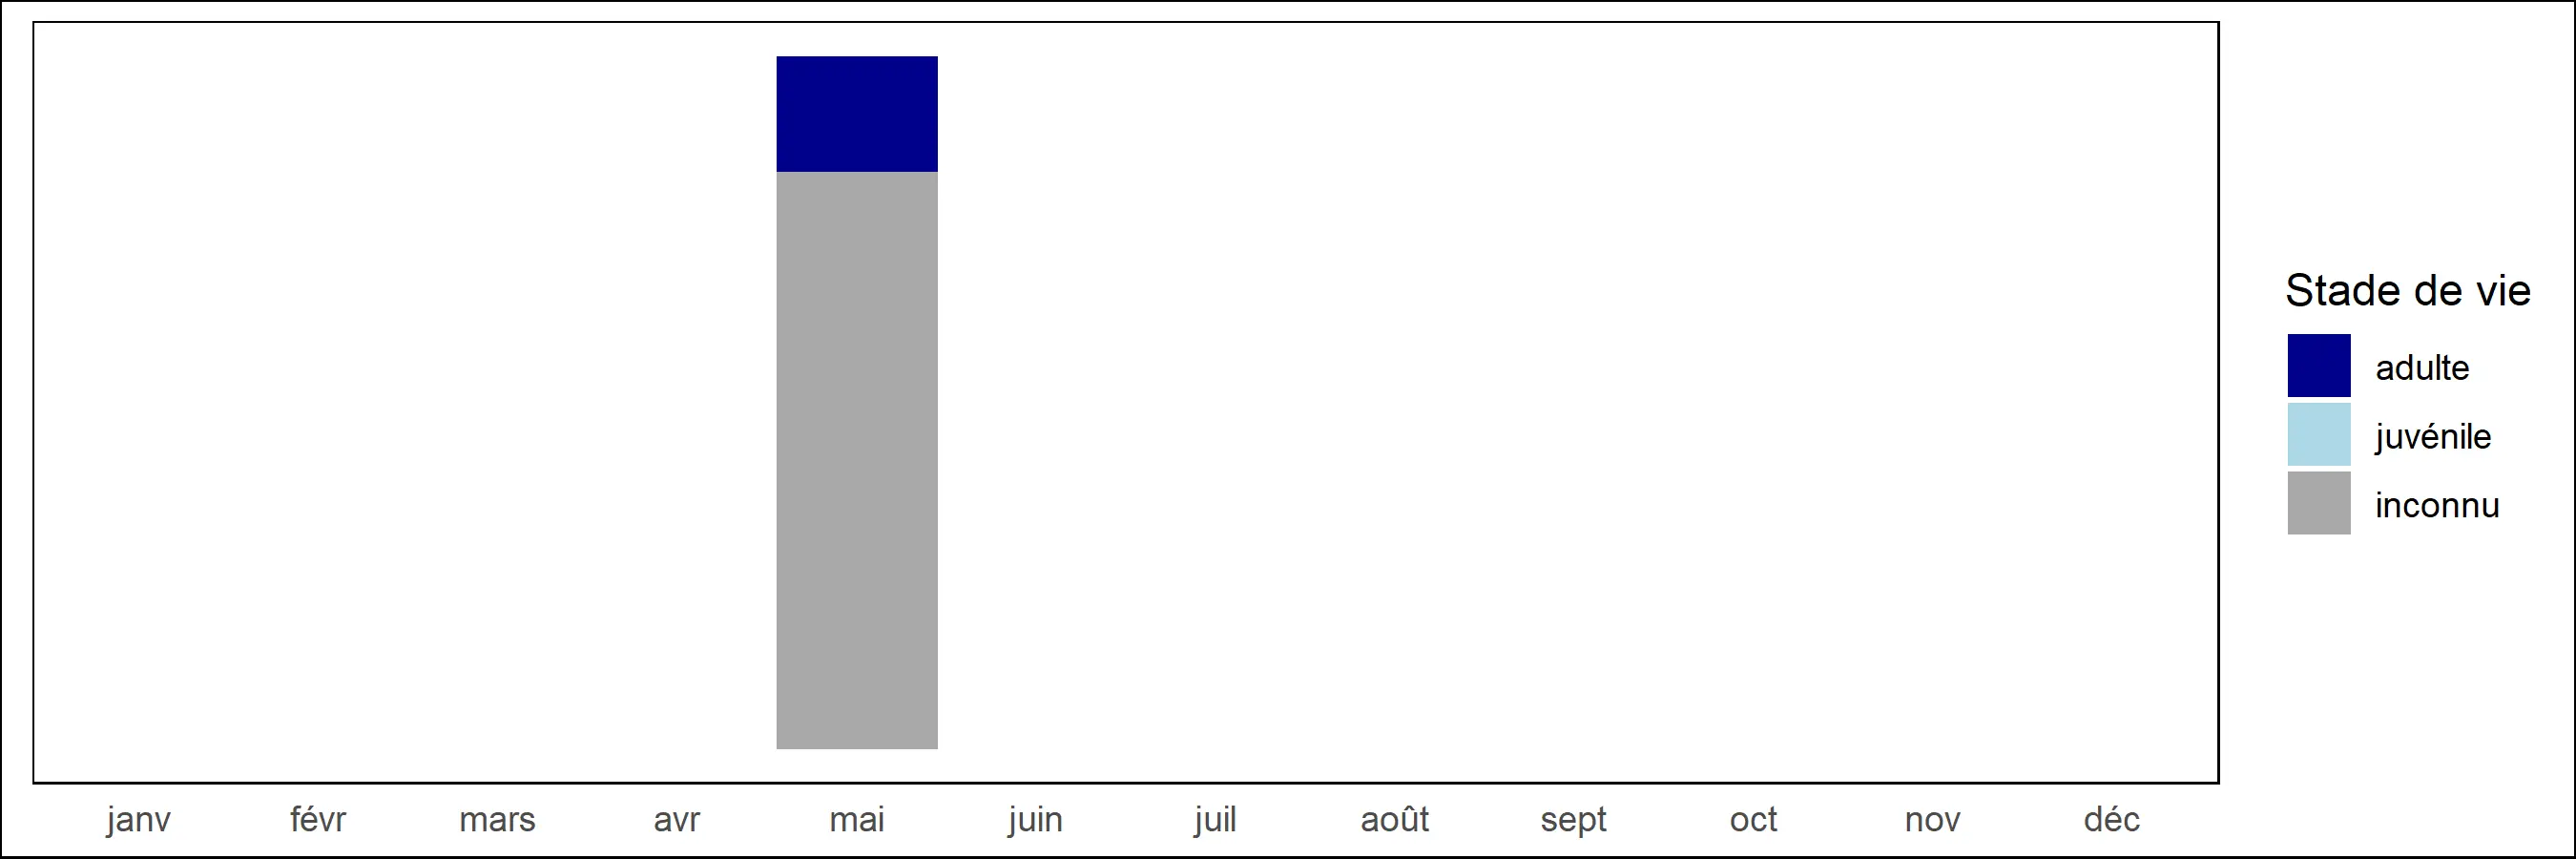 Stade de vie
adulte
juvénile
inconnu
janv févr mars avr mai juin juil août sept oct nov déc